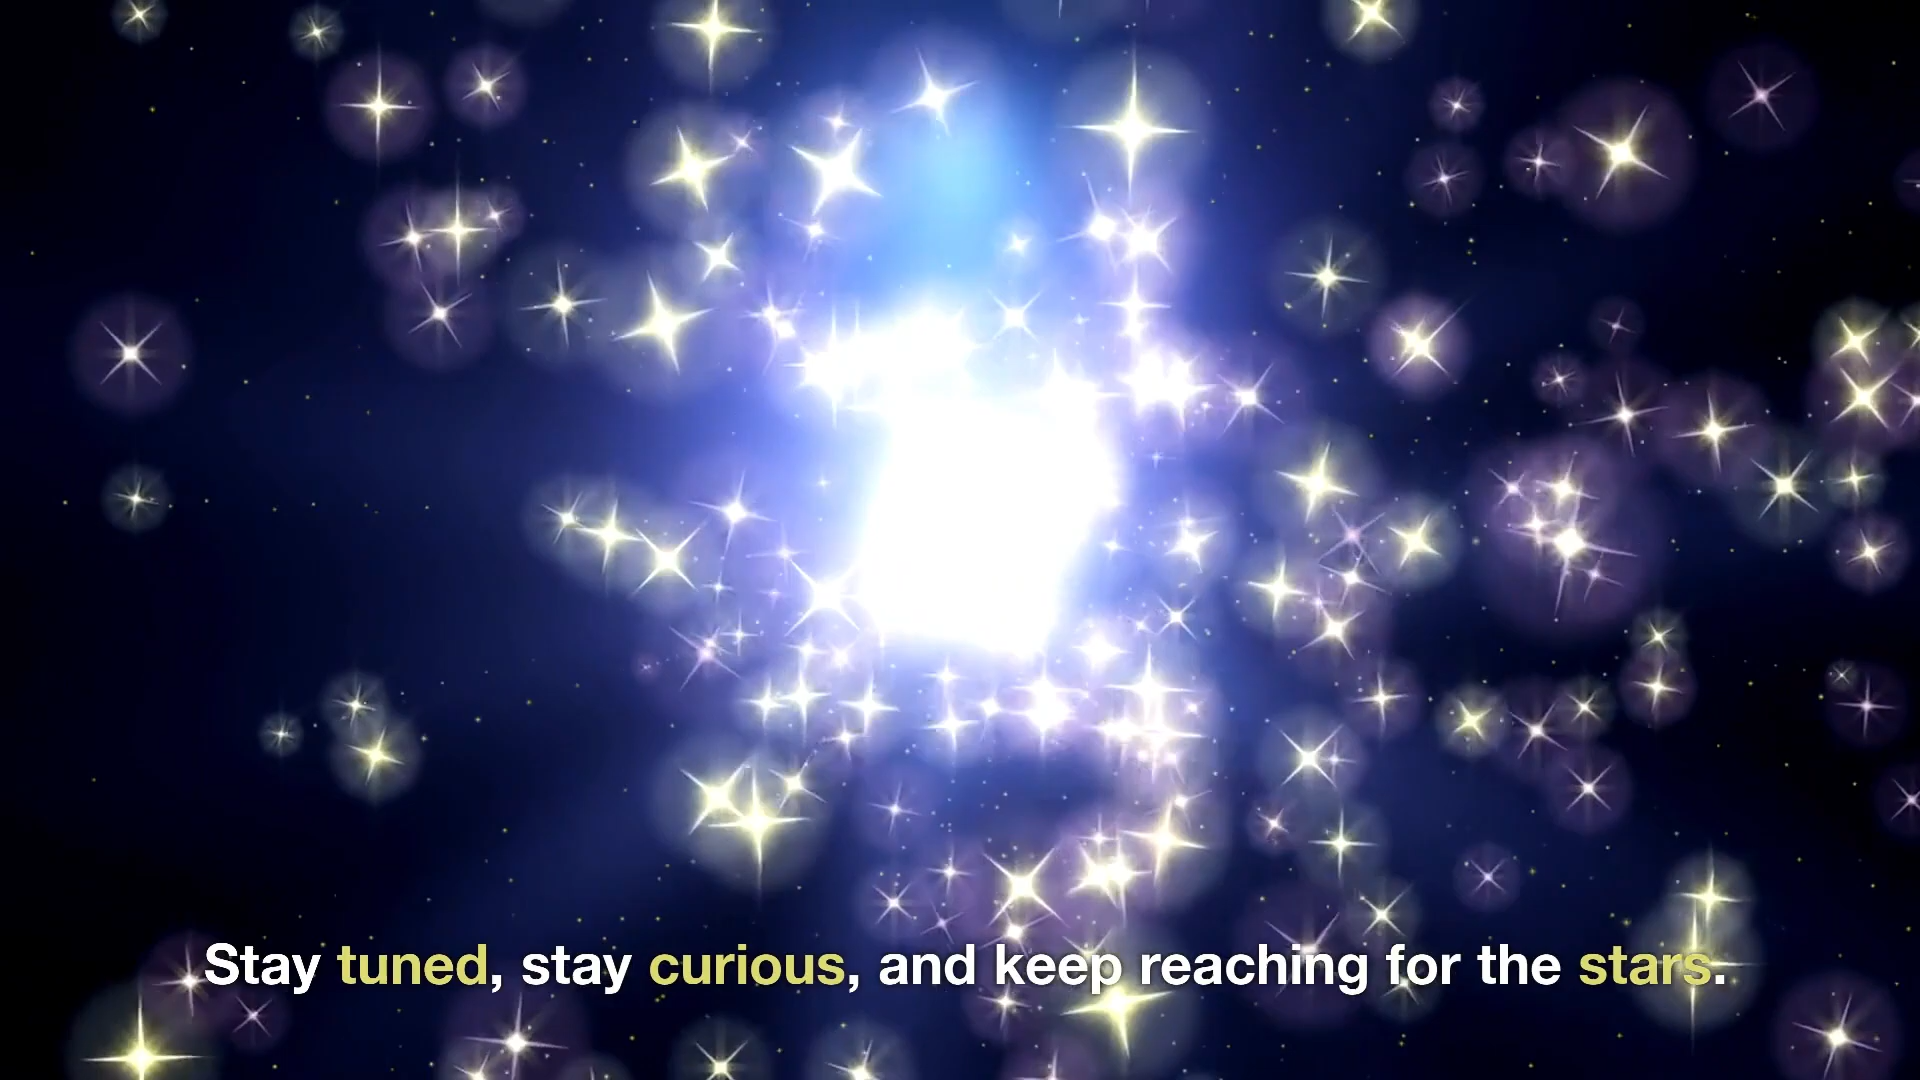 Stay tuned, stay curious, and keep reaching for the stars.